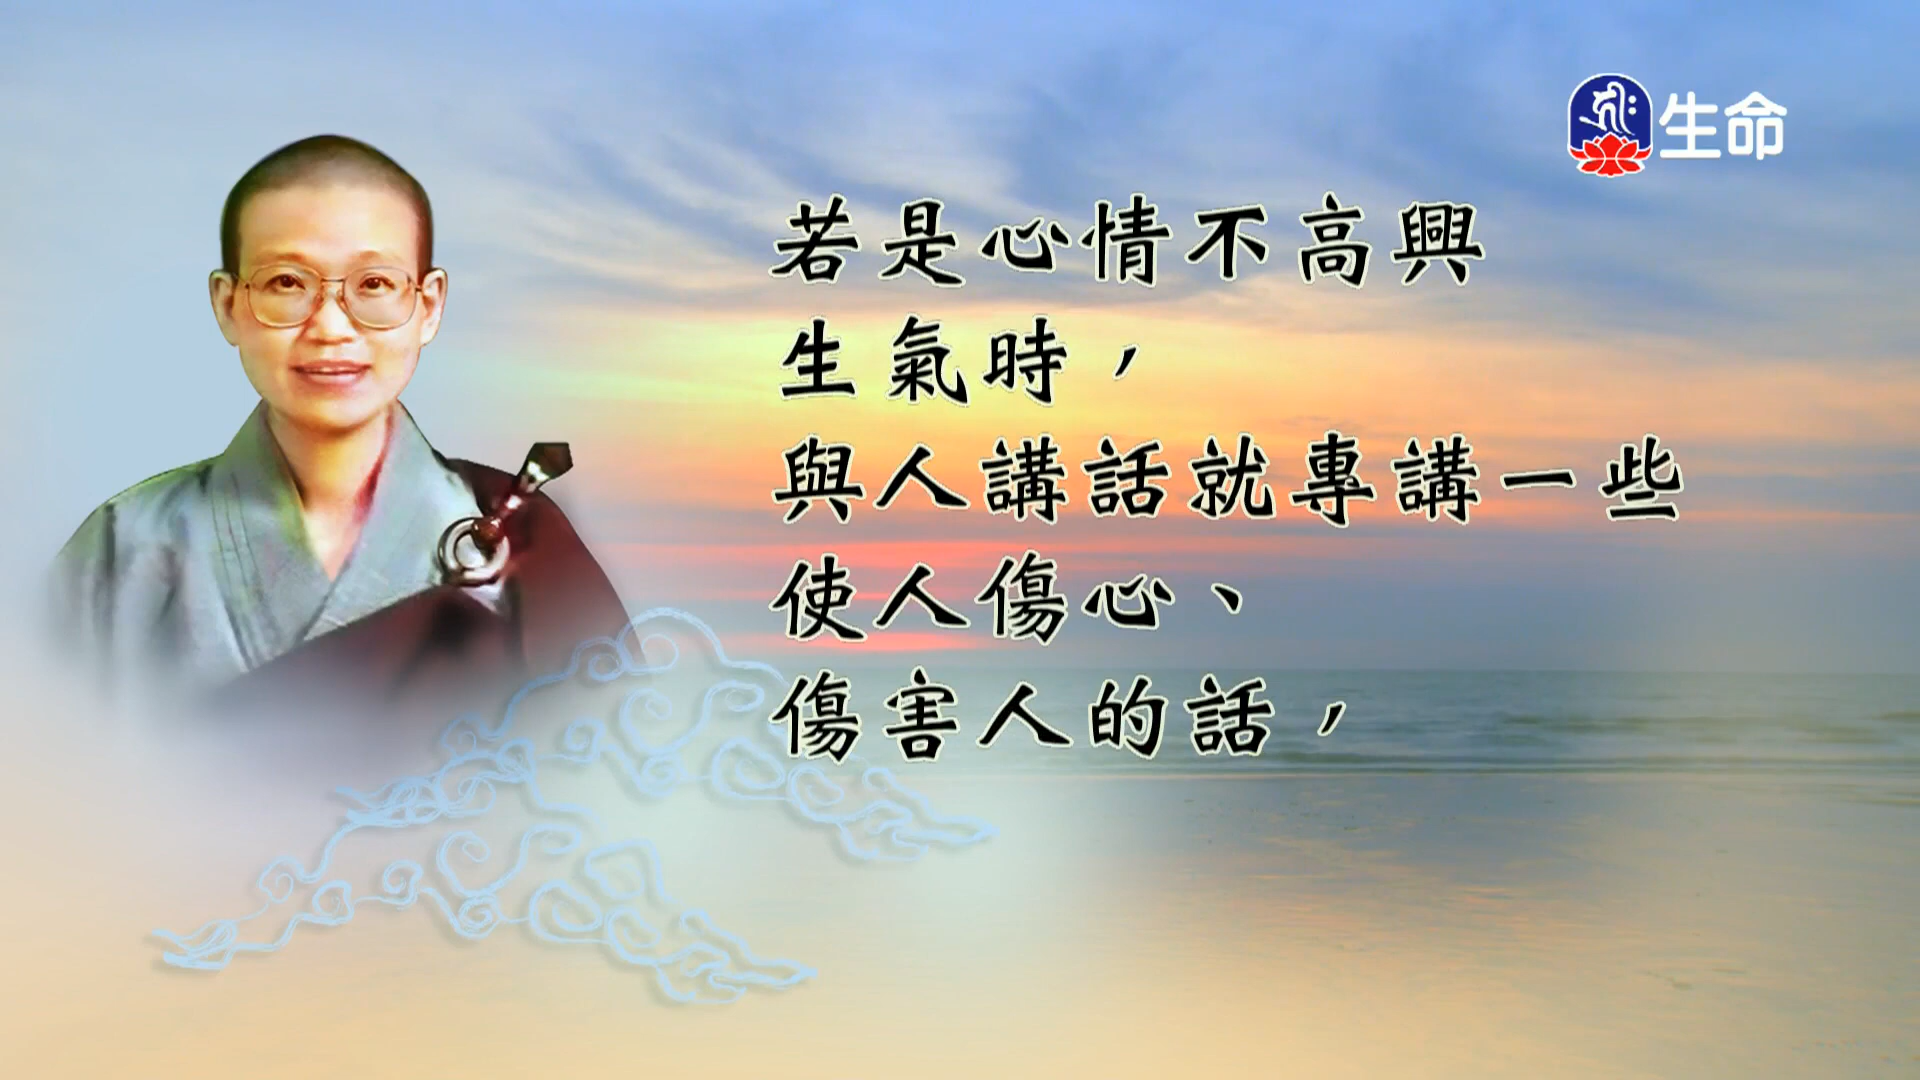 生命
若是心情不高興
生氣時，
與人講話就專講一些
使人傷心、
傷害人的話，